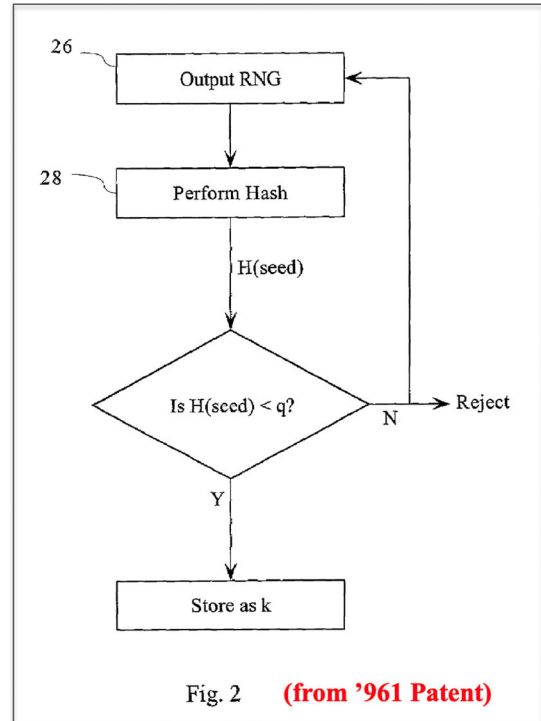 26
Output RNG
28
Perform Hash
H(seed)
Is H(seed) < q?
N
Reject
Y
Store as k
Fig. 2 (from ’961 Patent)